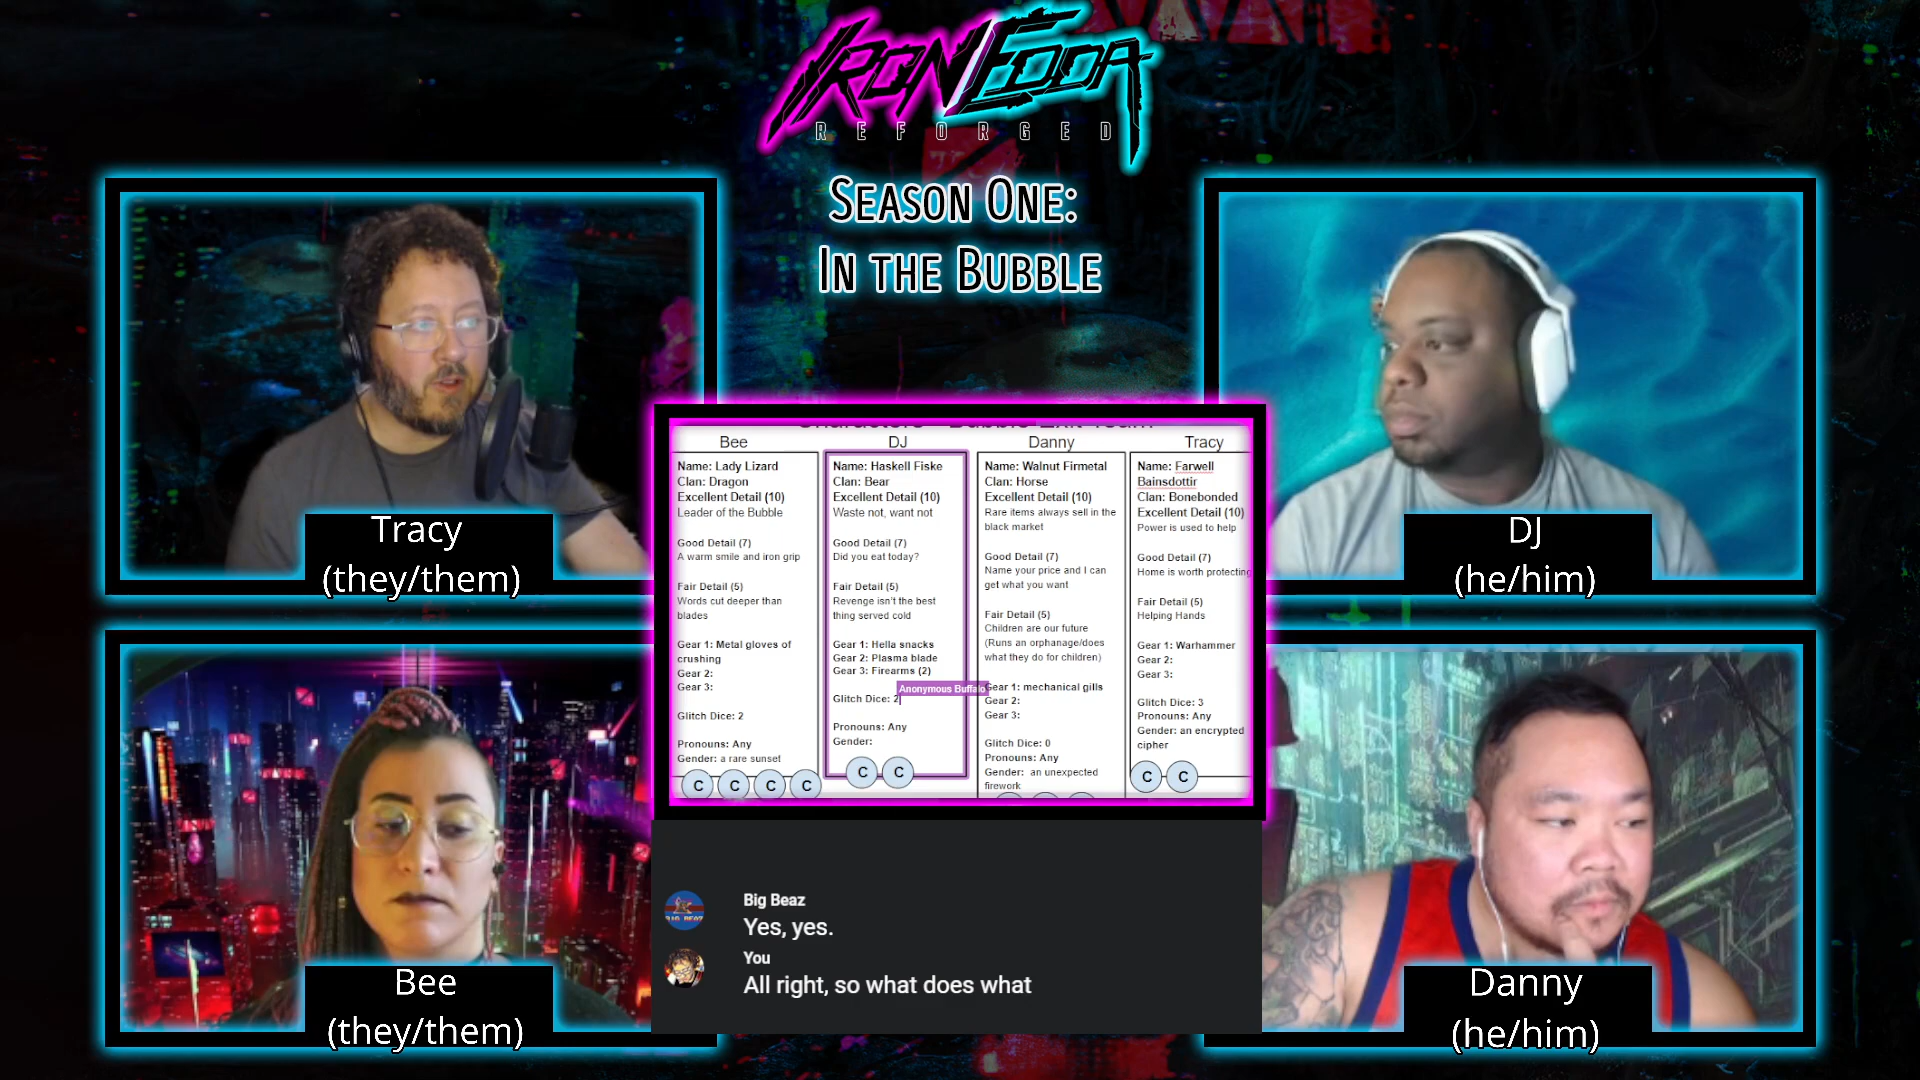 IRON EDDA
REFORGED
SEASON ONE:
IN THE BUBBLE
Tracy
(they/them)
DJ
(he/him)
Bee
(they/them)
Danny
(he/him)
Characters - Bubble Exit Team
Bee
Name: Lady Lizard
Clan: Dragon
Excellent Detail (10)
Leader of the Bubble
Good Detail (7)
A warm smile and iron grip
Fair Detail (5)
Words cut deeper than
blades
Gear 1: Metal gloves of
crushing
Gear 2:
Gear 3:
Glitch Dice: 2
Pronouns: Any
Gender: a rare sunset
C C C C
DJ
Name: Haskell Fiske
Clan: Bear
Excellent Detail (10)
Waste not, want not
Good Detail (7)
Did you eat today?
Fair Detail (5)
Revenge isn't the best
thing served cold
Gear 1: Hella snacks
Gear 2: Plasma blade
Gear 3: Firearms (2)
Anonymous Buffalo
Glitch Dice: 2
Pronouns: Any
Gender:
C C
Danny
Name: Walnut Firmetal
Clan: Horse
Excellent Detail (10)
Rare items always sell in the
black market
Good Detail (7)
Name your price and I can
get what you want
Fair Detail (5)
Children are our future
(Runs an orphanage/does
what they do for children)
Gear 1: mechanical gills
Gear 2:
Gear 3:
Glitch Dice: 0
Pronouns: Any
Gender: an unexpected
firework
Tracy
Name: Farwell
Bainsdottir
Clan: Bonebonded
Excellent Detail (10)
Power is used to help
Good Detail (7)
Home is worth protecting
Fair Detail (5)
Helping Hands
Gear 1: Warhammer
Gear 2:
Gear 3:
Glitch Dice: 3
Pronouns: Any
Gender: an encrypted
cipher
C C
Big Beaz
Yes, yes.
You
All right, so what does what